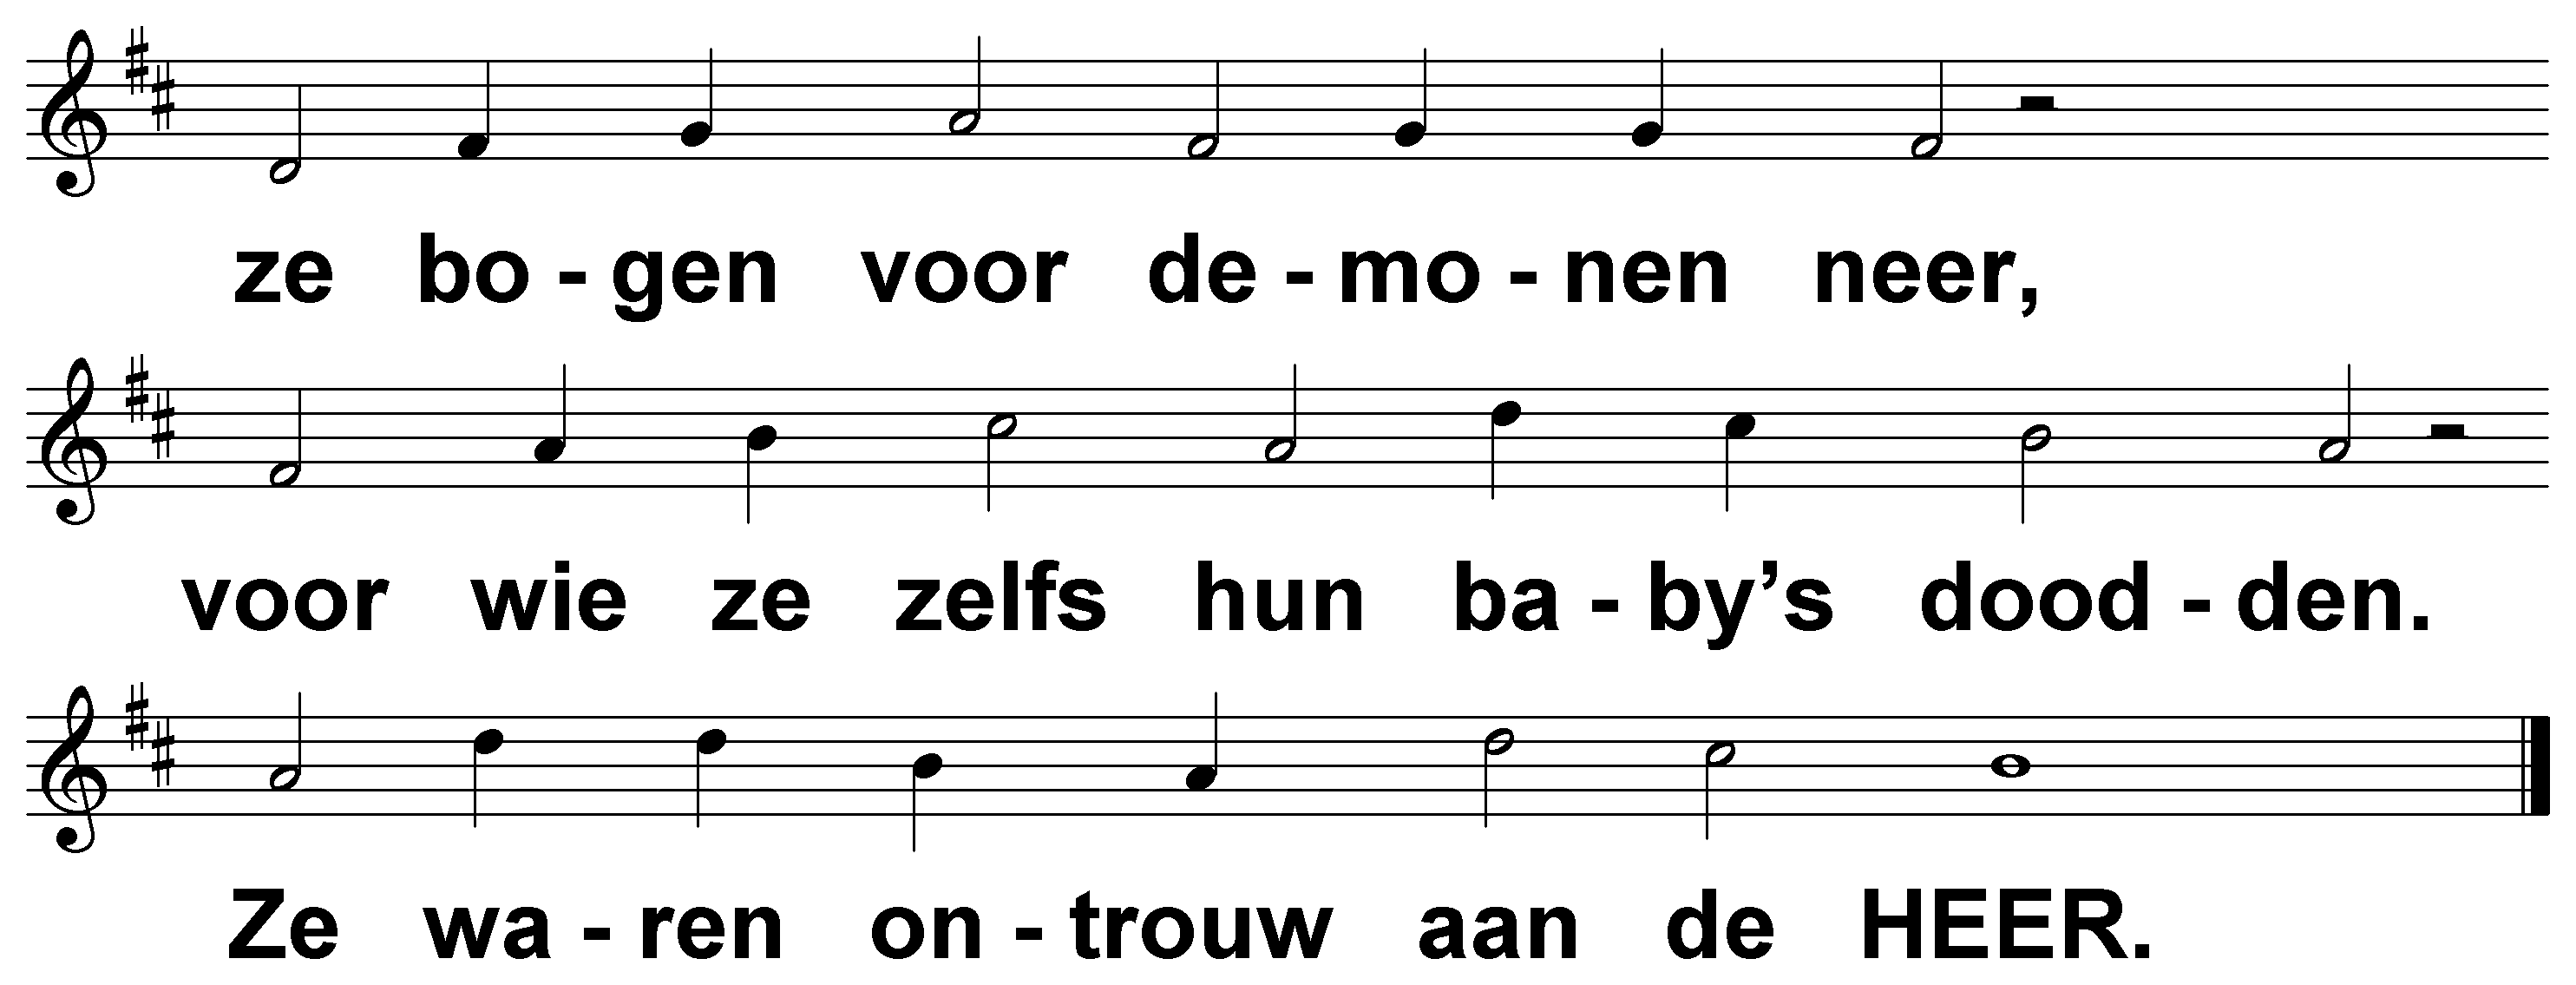 ze bo - gen voor de - mo - nen neer,
voor wie ze zelfs hun ba - by’s dood - den.
Ze wa - ren on - trouw aan de HEER.